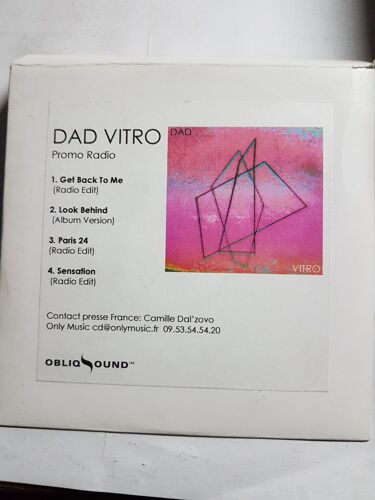 DAD VITRO
Promo Radio
1. Get Back To Me
(Radio Edit)
2. Look Behind
(Album Version)
3. Paris 24
(Radio Edit)
4. Sensation
(Radio Edit)
DAD
VITRO
Contact presse France: Camille Dal'zovo
Only Music cd@onlymusic.fr 09.53.54.54.20
OBLIQSOUND™